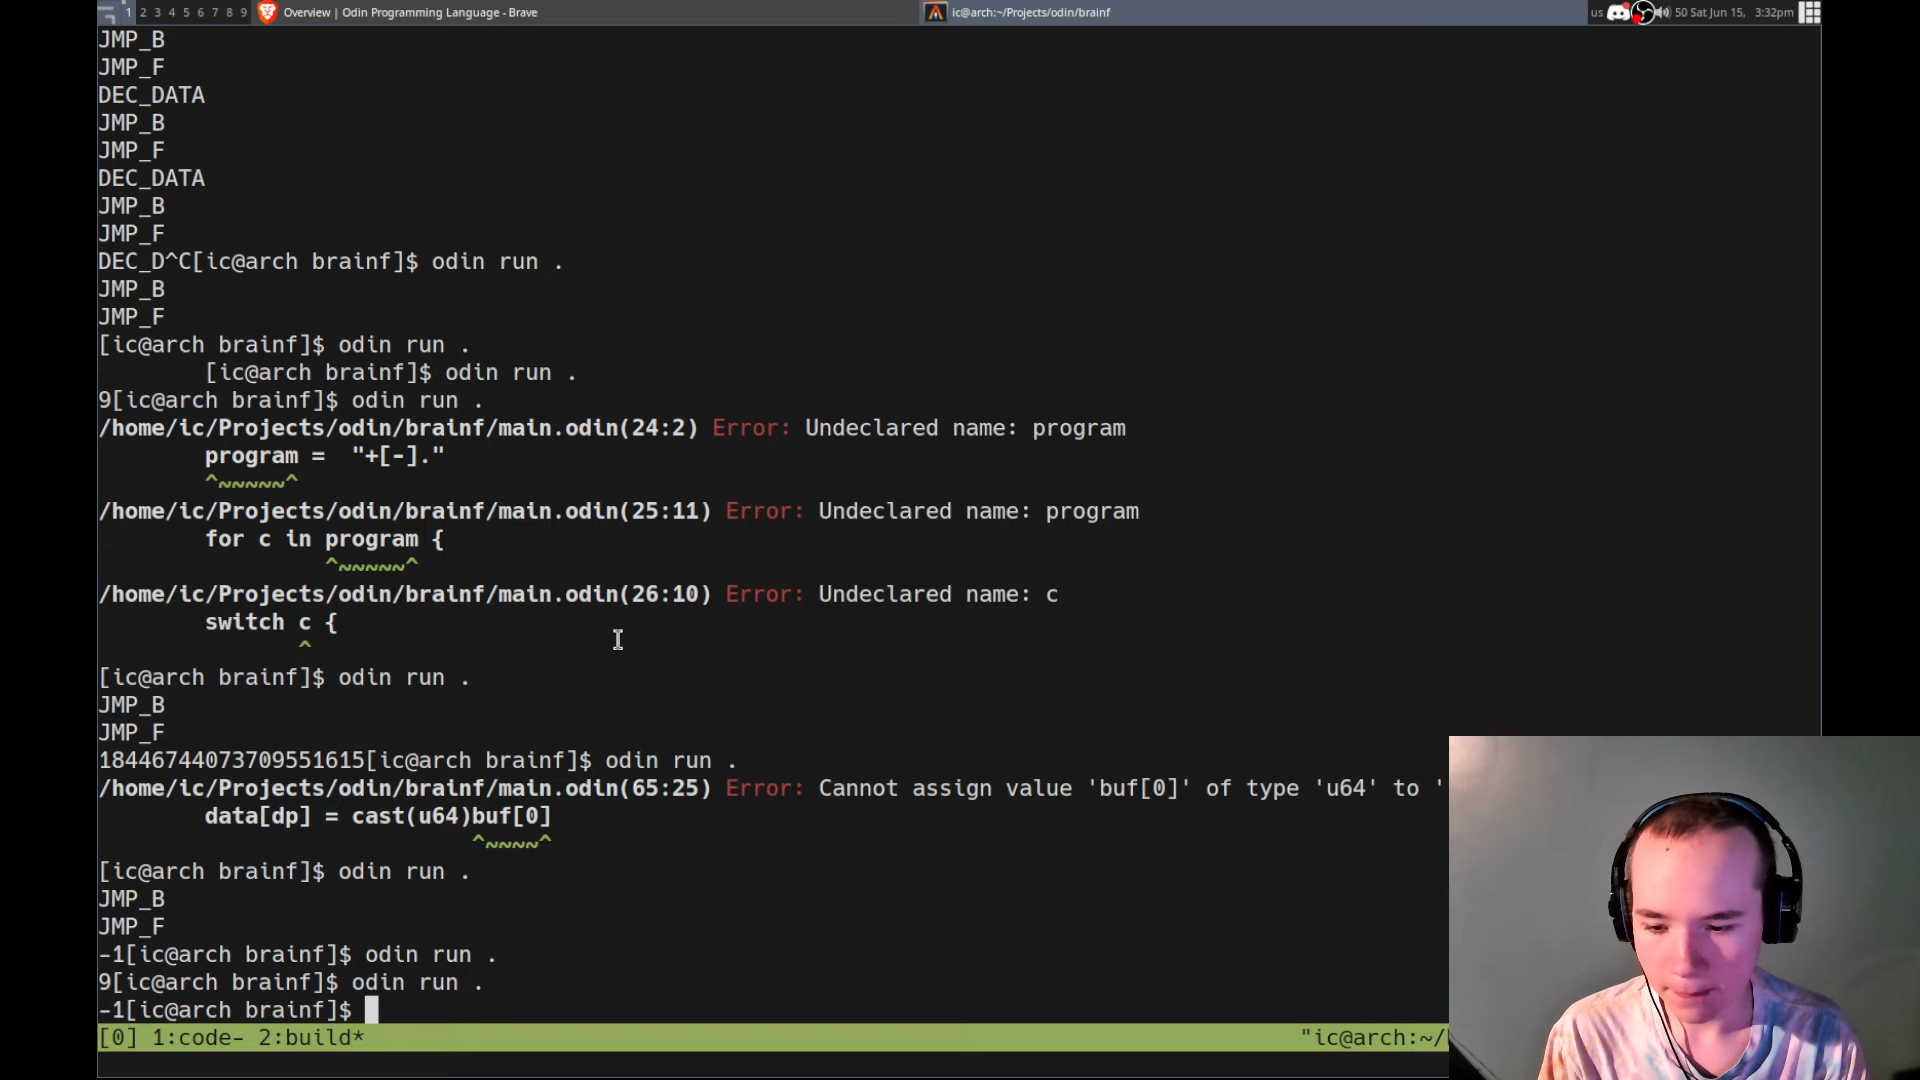 1 2 3 4 5 6 7 8 9 Overview | Odin Programming Language - Brave ic@arch:~/Projects/odin/brainf us 50 Sat Jun 15, 3:32pm
JMP_B
JMP_F
DEC_DATA
JMP_B
JMP_F
DEC_DATA
JMP_B
JMP_F
DEC_D^C[ic@arch brainf]$ odin run .
JMP_B
JMP_F
[ic@arch brainf]$ odin run .
[ic@arch brainf]$ odin run .
9[ic@arch brainf]$ odin run .
/home/ic/Projects/odin/brainf/main.odin(24:2) Error: Undeclared name: program
program =  "+[-]."
^~~~~~^
/home/ic/Projects/odin/brainf/main.odin(25:11) Error: Undeclared name: program
for c in program {
^~~~~~^
/home/ic/Projects/odin/brainf/main.odin(26:10) Error: Undeclared name: c
switch c {
^
[ic@arch brainf]$ odin run .
JMP_B
JMP_F
18446744073709551615[ic@arch brainf]$ odin run .
/home/ic/Projects/odin/brainf/main.odin(65:25) Error: Cannot assign value 'buf[0]' of type 'u64' to '
data[dp] = cast(u64)buf[0]
^~~~~^
[ic@arch brainf]$ odin run .
JMP_B
JMP_F
-1[ic@arch brainf]$ odin run .
9[ic@arch brainf]$ odin run .
-1[ic@arch brainf]$
[0] 1:code- 2:build* "ic@arch:~/